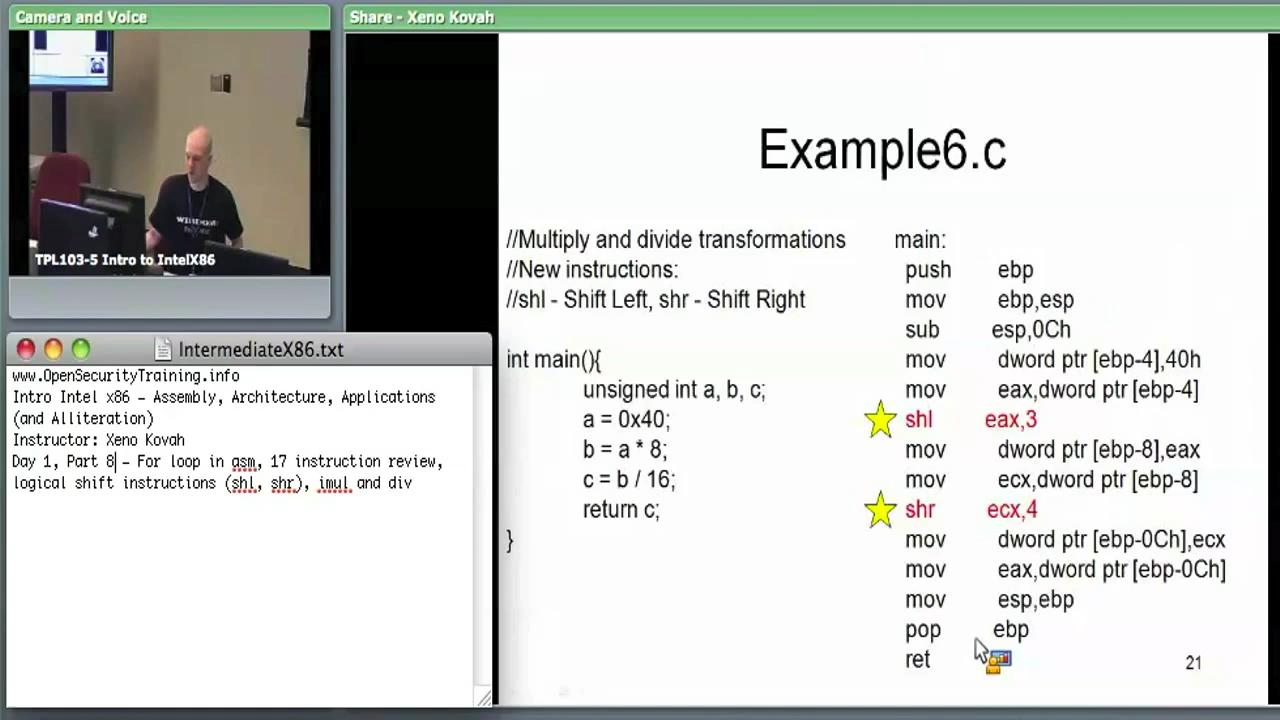 Camera and Voice
Share - Xeno Kovah
TPL103-5 Intro to IntelX86
IntermediateX86.txt
www.OpenSecurityTraining.info
Intro Intel x86 – Assembly, Architecture, Applications
(and Alliteration)
Instructor: Xeno Kovah
Day 1, Part 8 – For loop in asm, 17 instruction review,
logical shift instructions (shl, shr), imul and div
Example6.c
//Multiply and divide transformations
//New instructions:
//shl - Shift Left, shr - Shift Right
int main(){
unsigned int a, b, c;
a = 0x40;
b = a * 8;
c = b / 16;
return c;
}
main:
push ebp
mov ebp,esp
sub esp,0Ch
mov dword ptr [ebp-4],40h
mov eax,dword ptr [ebp-4]
shl eax,3
mov dword ptr [ebp-8],eax
mov ecx,dword ptr [ebp-8]
shr ecx,4
mov dword ptr [ebp-0Ch],ecx
mov eax,dword ptr [ebp-0Ch]
mov esp,ebp
pop ebp
ret
21